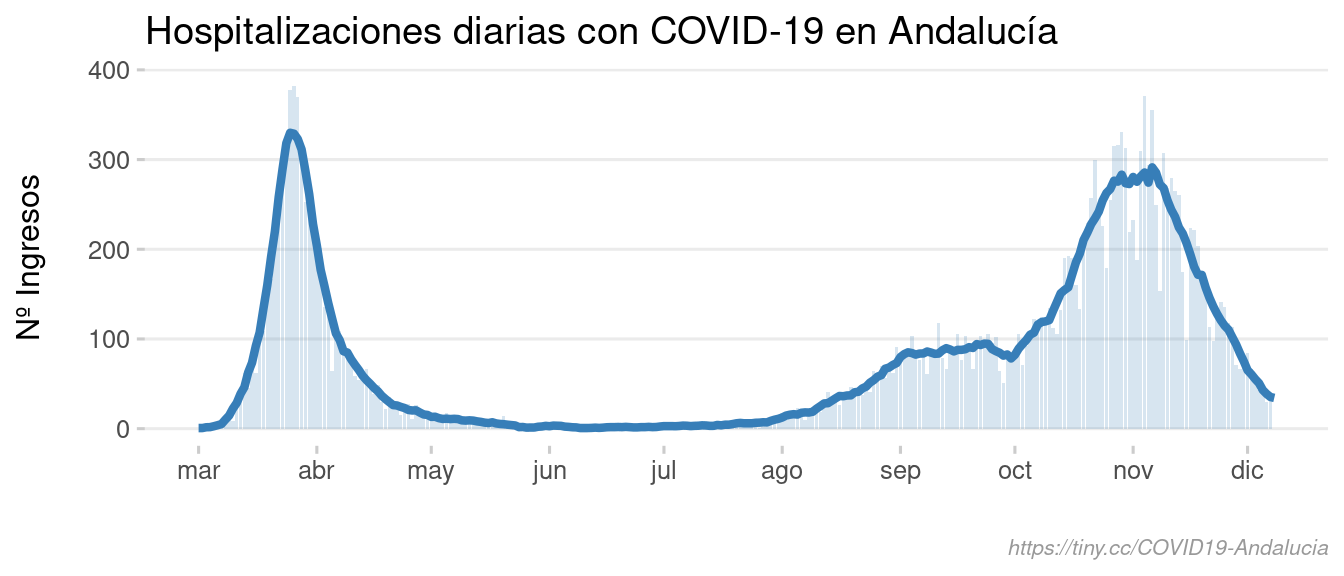 Hospitalizaciones diarias con COVID-19 en Andalucía
Nº Ingresos
400
300
200
100
0
mar abr may jun jul ago sep oct nov dic
https://tiny.cc/COVID19-Andalucia